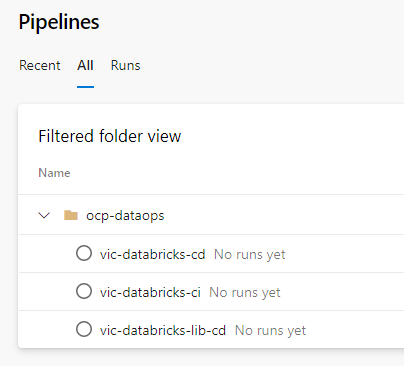 Pipelines
Recent All Runs
Filtered folder view
Name
ocp-dataops
vic-databricks-cd No runs yet
vic-databricks-ci No runs yet
vic-databricks-lib-cd No runs yet